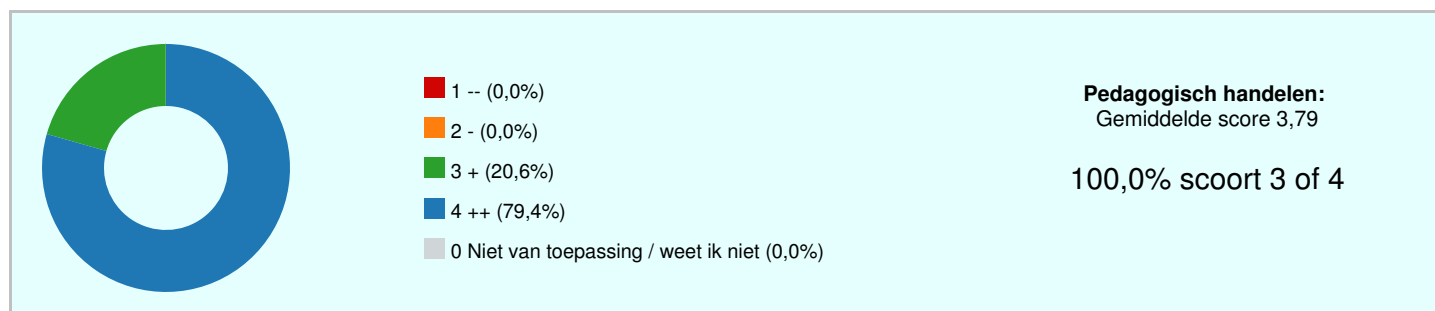 1 -- (0,0%)
2 - (0,0%)
3 + (20,6%)
4 ++ (79,4%)
0 Niet van toepassing / weet ik niet (0,0%)
Pedagogisch handelen:
Gemiddelde score 3,79
100,0% scoort 3 of 4